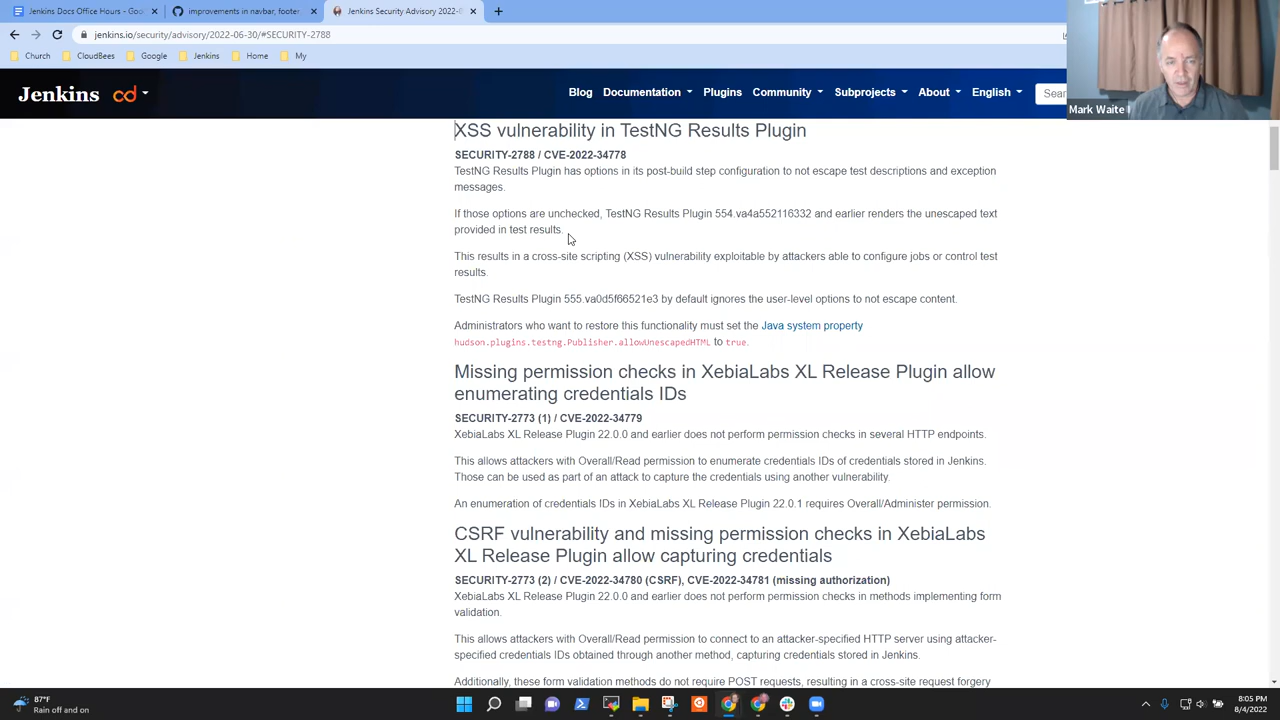 Jenkins Docs Office Hours - Goo
improvements in navbar, footer
Jenkins Security Advisory 2022-
jenkins.io/security/advisory/2022-06-30/#SECURITY-2788
Church CloudBees Google Jenkins Home My
Jenkins cd Blog Documentation Plugins Community Subprojects About English Sear
Mark Waite
XSS vulnerability in TestNG Results Plugin
SECURITY-2788 / CVE-2022-34778
TestNG Results Plugin has options in its post-build step configuration to not escape test descriptions and exception
messages.
If those options are unchecked, TestNG Results Plugin 554.va4a552116332 and earlier renders the unescaped text
provided in test results.
This results in a cross-site scripting (XSS) vulnerability exploitable by attackers able to configure jobs or control test
results.
TestNG Results Plugin 555.va0d5f66521e3 by default ignores the user-level options to not escape content.
Administrators who want to restore this functionality must set the Java system property
hudson.plugins.testng.Publisher.allowUnescapedHTML to true.
Missing permission checks in XebiaLabs XL Release Plugin allow
enumerating credentials IDs
SECURITY-2773 (1) / CVE-2022-34779
XebiaLabs XL Release Plugin 22.0.0 and earlier does not perform permission checks in several HTTP endpoints.
This allows attackers with Overall/Read permission to enumerate credentials IDs of credentials stored in Jenkins.
Those can be used as part of an attack to capture the credentials using another vulnerability.
An enumeration of credentials IDs in XebiaLabs XL Release Plugin 22.0.1 requires Overall/Administer permission.
CSRF vulnerability and missing permission checks in XebiaLabs
XL Release Plugin allow capturing credentials
SECURITY-2773 (2) / CVE-2022-34780 (CSRF), CVE-2022-34781 (missing authorization)
XebiaLabs XL Release Plugin 22.0.0 and earlier does not perform permission checks in methods implementing form
validation.
This allows attackers with Overall/Read permission to connect to an attacker-specified HTTP server using attacker-
specified credentials IDs obtained through another method, capturing credentials stored in Jenkins.
Additionally, these form validation methods do not require POST requests, resulting in a cross-site request forgery
87°F
Rain off and on
8:05 PM
8/4/2022